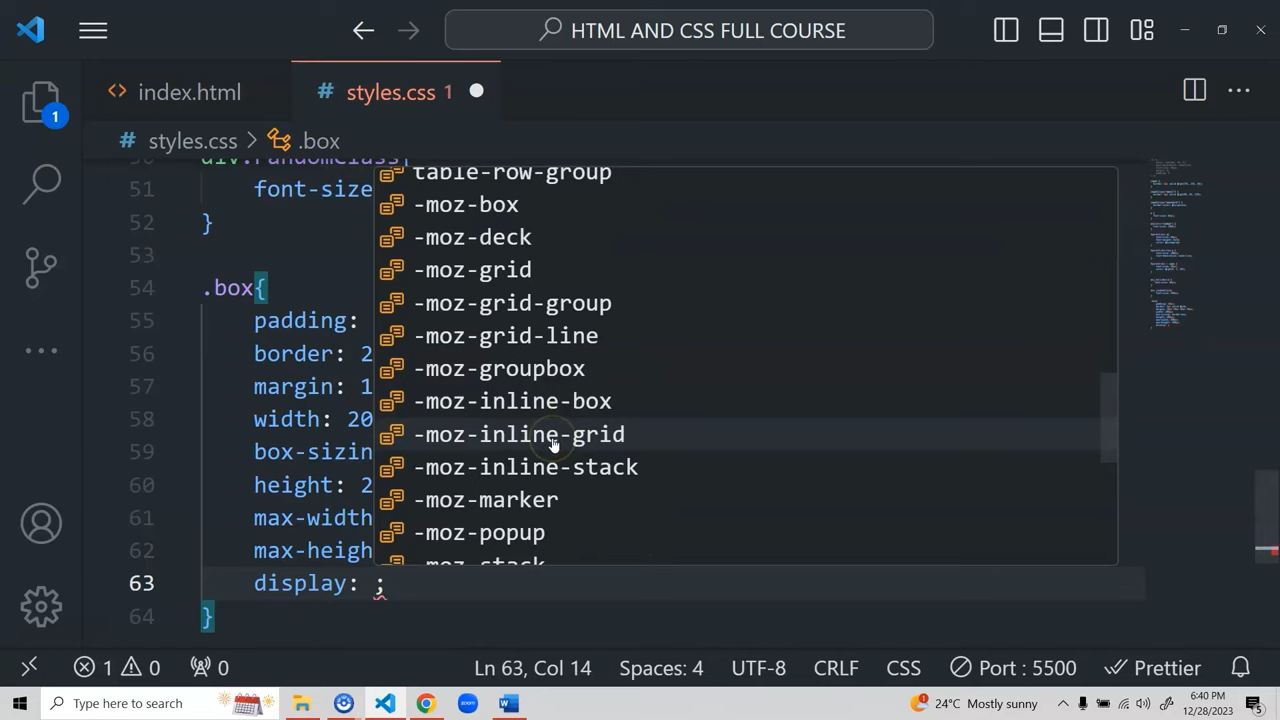 HTML AND CSS FULL COURSE
index.html
# styles.css 1
# styles.css > .box
51 font-size
52 }
53
54 .box{
55 padding:
56 border: 2
57 margin: 1
58 width: 20
59 box-sizin
60 height: 2
61 max-width
62 max-heigh
63 display: ;
64 }
table-row-group
-moz-box
-moz-deck
-moz-grid
-moz-grid-group
-moz-grid-line
-moz-groupbox
-moz-inline-box
-moz-inline-grid
-moz-inline-stack
-moz-marker
-moz-popup
-moz-stack
1
1 0 0 Ln 63, Col 14 Spaces: 4 UTF-8 CRLF CSS Port : 5500 Prettier
Type here to search
zoom
24°C Mostly sunny
6:40 PM
12/28/2023
5